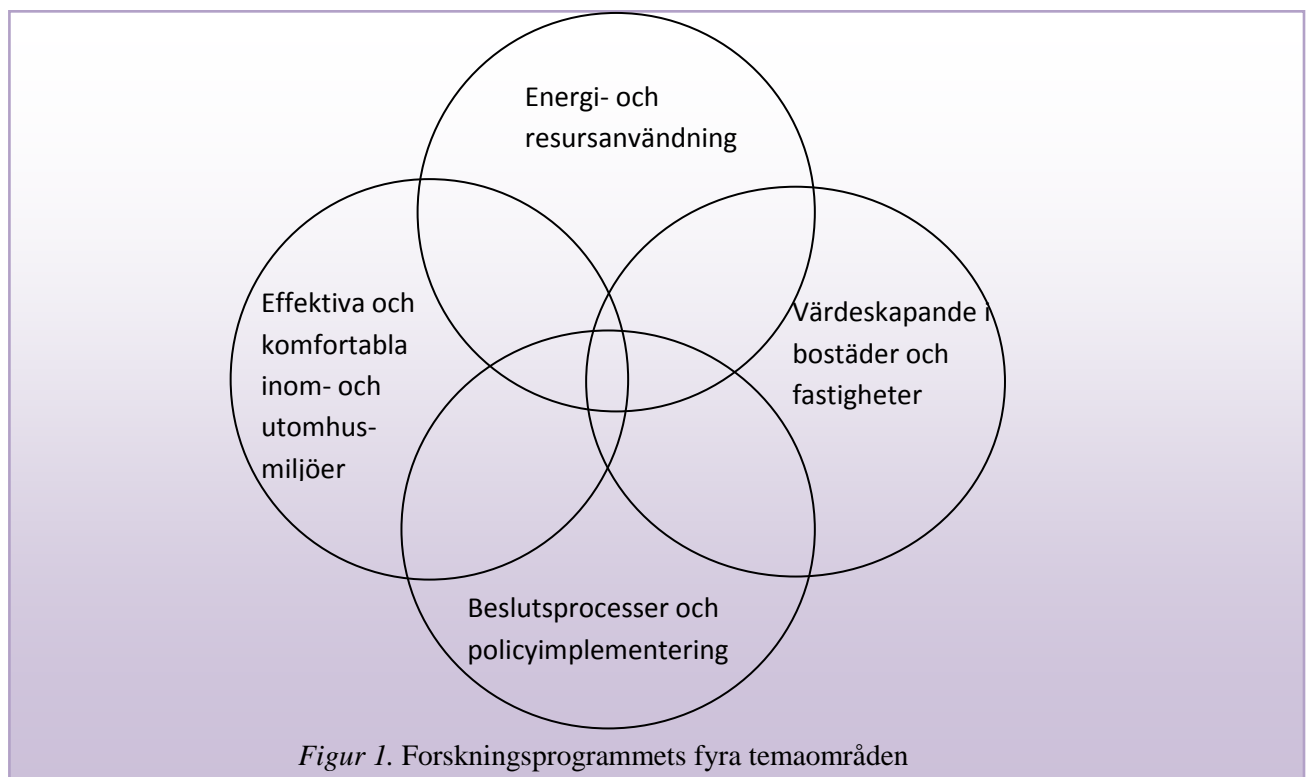 Energi- och
resursanvändning
Effektiva och
komfortabla
inom- och
utomhus-
miljöer
Värdeskapande i
bostäder och
fastigheter
Beslutsprocesser och
policyimplementering
Figur 1. Forskningsprogrammets fyra temaområden